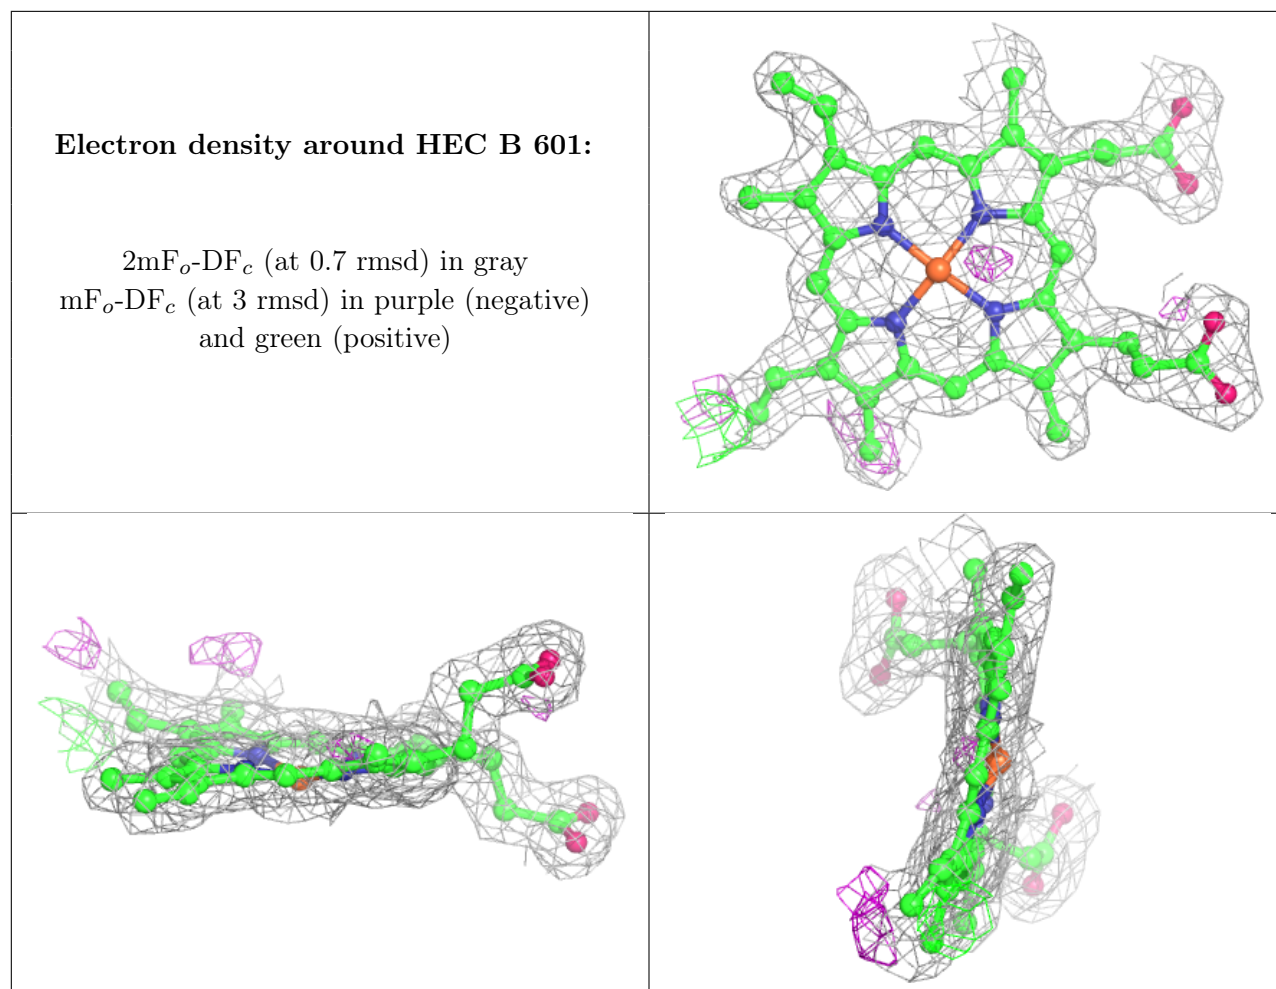 Electron density around HEC B 601:
2mFo-DFc (at 0.7 rmsd) in gray
mFo-DFc (at 3 rmsd) in purple (negative)
and green (positive)